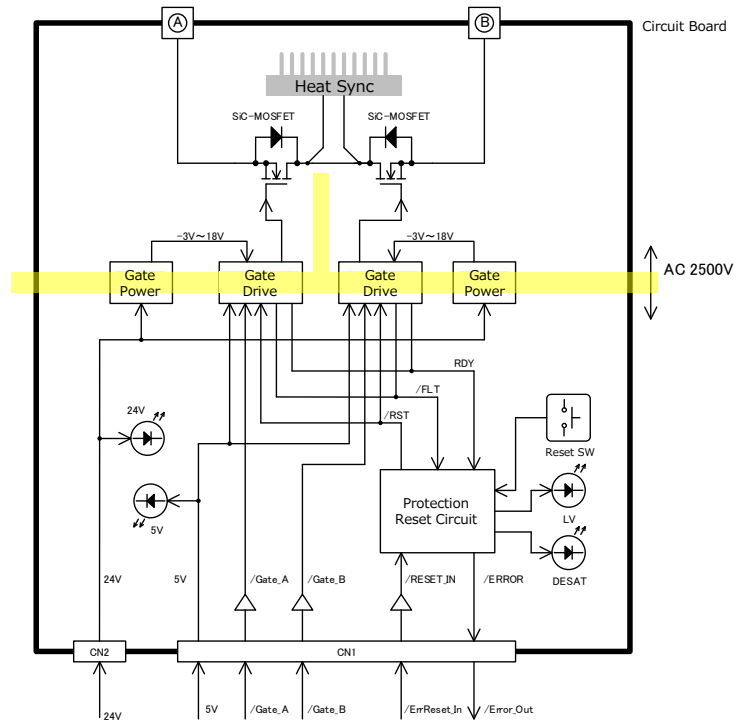 A
B
Circuit Board
Heat Sync
SiC-MOSFET
SiC-MOSFET
-3V～18V
-3V～18V
Gate
Power
Gate
Drive
Gate
Drive
Gate
Power
AC 2500V
RDY
/FLT
/RST
24V
Reset SW
Protection
Reset Circuit
LV
5V
DESAT
24V
5V
/Gate_A
/Gate_B
/RESET_IN
/ERROR
CN2
CN1
24V
5V
/Gate_A
/Gate_B
/ErrReset_In
/Error_Out